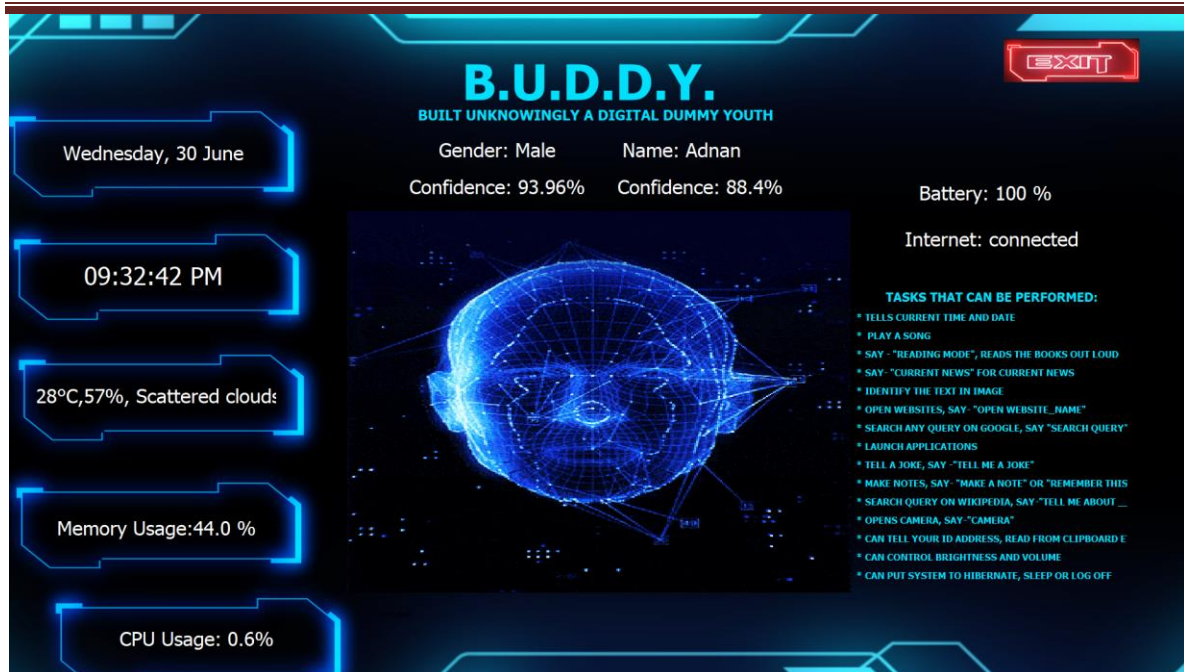 EXIT
B.U.D.D.Y.
BUILT UNKNOWINGLY A DIGITAL DUMMY YOUTH
Gender: Male Name: Adnan
Confidence: 93.96% Confidence: 88.4%
Wednesday, 30 June
09:32:42 PM
28°C,57%, Scattered clouds
Memory Usage:44.0 %
CPU Usage: 0.6%
Battery: 100 %
Internet: connected
TASKS THAT CAN BE PERFORMED:
* TELLS CURRENT TIME AND DATE
* PLAY A SONG
* SAY - "READING MODE", READS THE BOOKS OUT LOUD
* SAY- "CURRENT NEWS" FOR CURRENT NEWS
* IDENTIFY THE TEXT IN IMAGE
* OPEN WEBSITES, SAY- "OPEN WEBSITE_NAME"
* SEARCH ANY QUERY ON GOOGLE, SAY "SEARCH QUERY"
* LAUNCH APPLICATIONS
* TELL A JOKE, SAY -"TELL ME A JOKE"
* MAKE NOTES, SAY- "MAKE A NOTE" OR "REMEMBER THIS
* SEARCH QUERY ON WIKIPEDIA, SAY-"TELL ME ABOUT __
* OPENS CAMERA, SAY-"CAMERA"
* CAN TELL YOUR ID ADDRESS, READ FROM CLIPBOARD E
* CAN CONTROL BRIGHTNESS AND VOLUME
* CAN PUT SYSTEM TO HIBERNATE, SLEEP OR LOG OFF